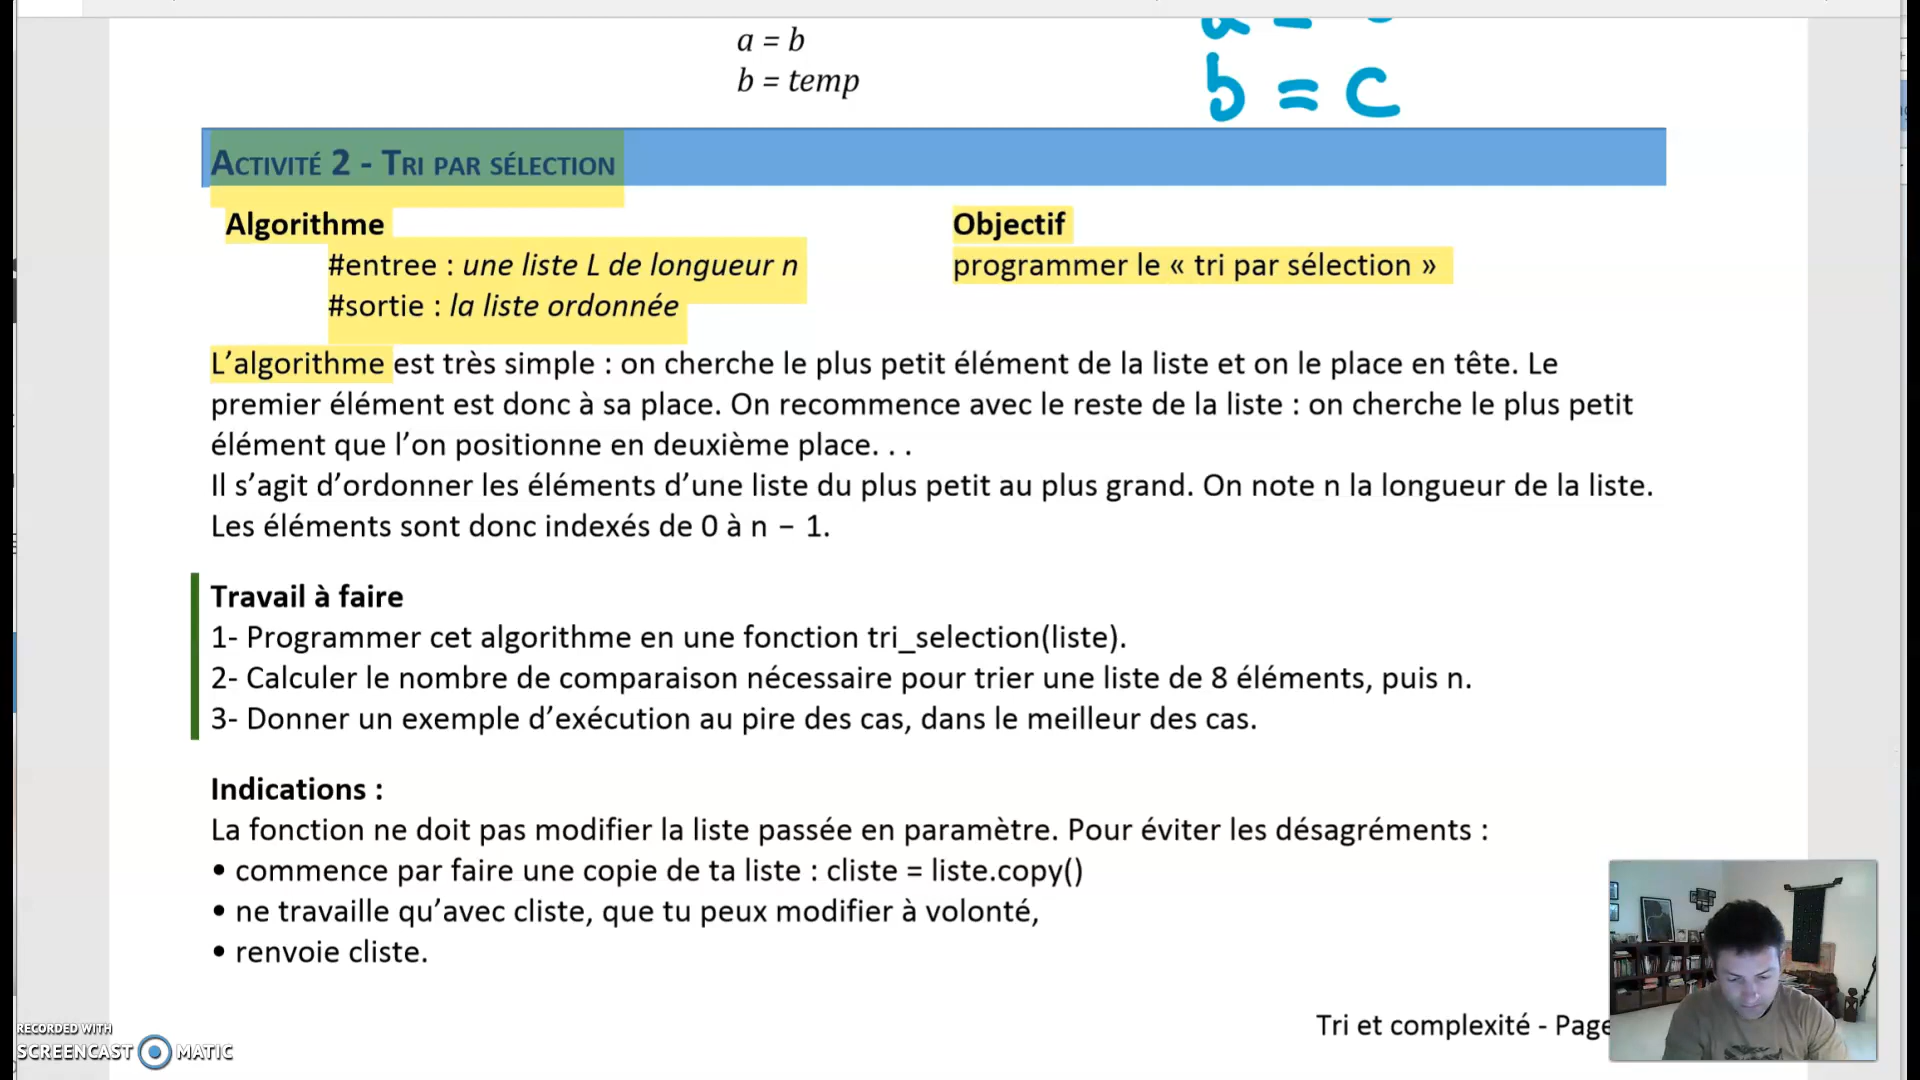 a = b
b = temp
b = c
Activité 2 - Tri par sélection
Algorithme
#entree : une liste L de longueur n
#sortie : la liste ordonnée
Objectif
programmer le « tri par sélection »
L’algorithme est très simple : on cherche le plus petit élément de la liste et on le place en tête. Le
premier élément est donc à sa place. On recommence avec le reste de la liste : on cherche le plus petit
élément que l’on positionne en deuxième place. . .
Il s’agit d’ordonner les éléments d’une liste du plus petit au plus grand. On note n la longueur de la liste.
Les éléments sont donc indexés de 0 à n − 1.
Travail à faire
1- Programmer cet algorithme en une fonction tri_selection(liste).
2- Calculer le nombre de comparaison nécessaire pour trier une liste de 8 éléments, puis n.
3- Donner un exemple d’exécution au pire des cas, dans le meilleur des cas.
Indications :
La fonction ne doit pas modifier la liste passée en paramètre. Pour éviter les désagréments :
• commence par faire une copie de ta liste : cliste = liste.copy()
• ne travaille qu’avec cliste, que tu peux modifier à volonté,
• renvoie cliste.
Tri et complexité - Page
RECORDED WITH
SCREENCAST MATIC